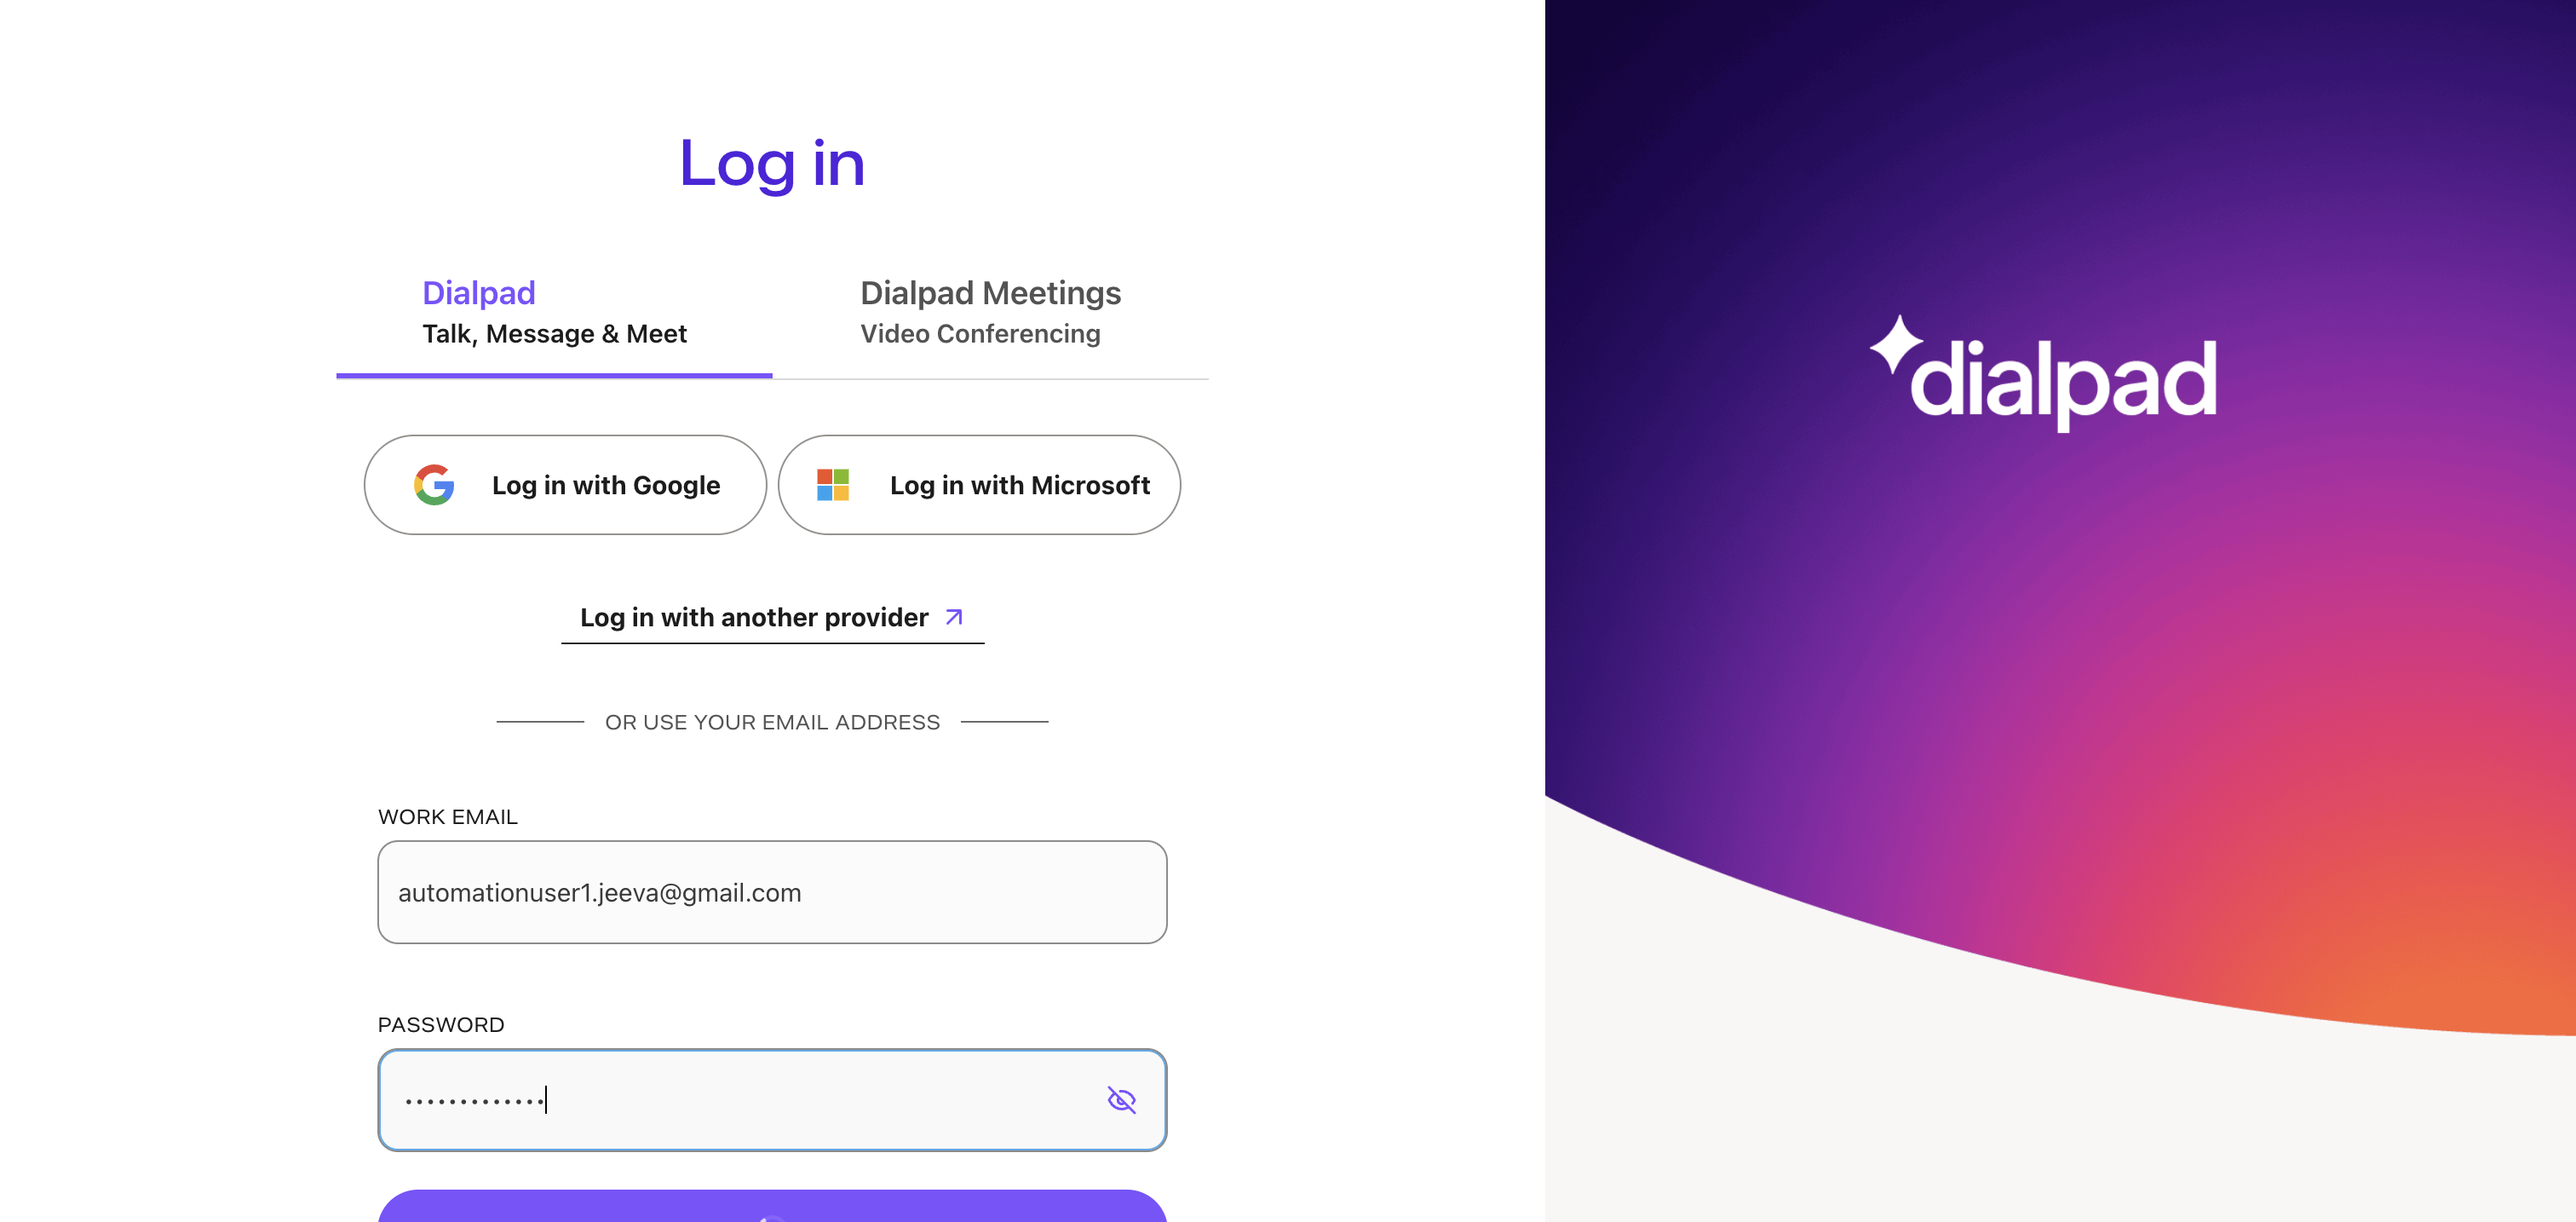 Log in
Dialpad
Talk, Message & Meet
Dialpad Meetings
Video Conferencing
Log in with Google
Log in with Microsoft
Log in with another provider
OR USE YOUR EMAIL ADDRESS
WORK EMAIL
automationuser1.jeeva@gmail.com
PASSWORD
dialpad